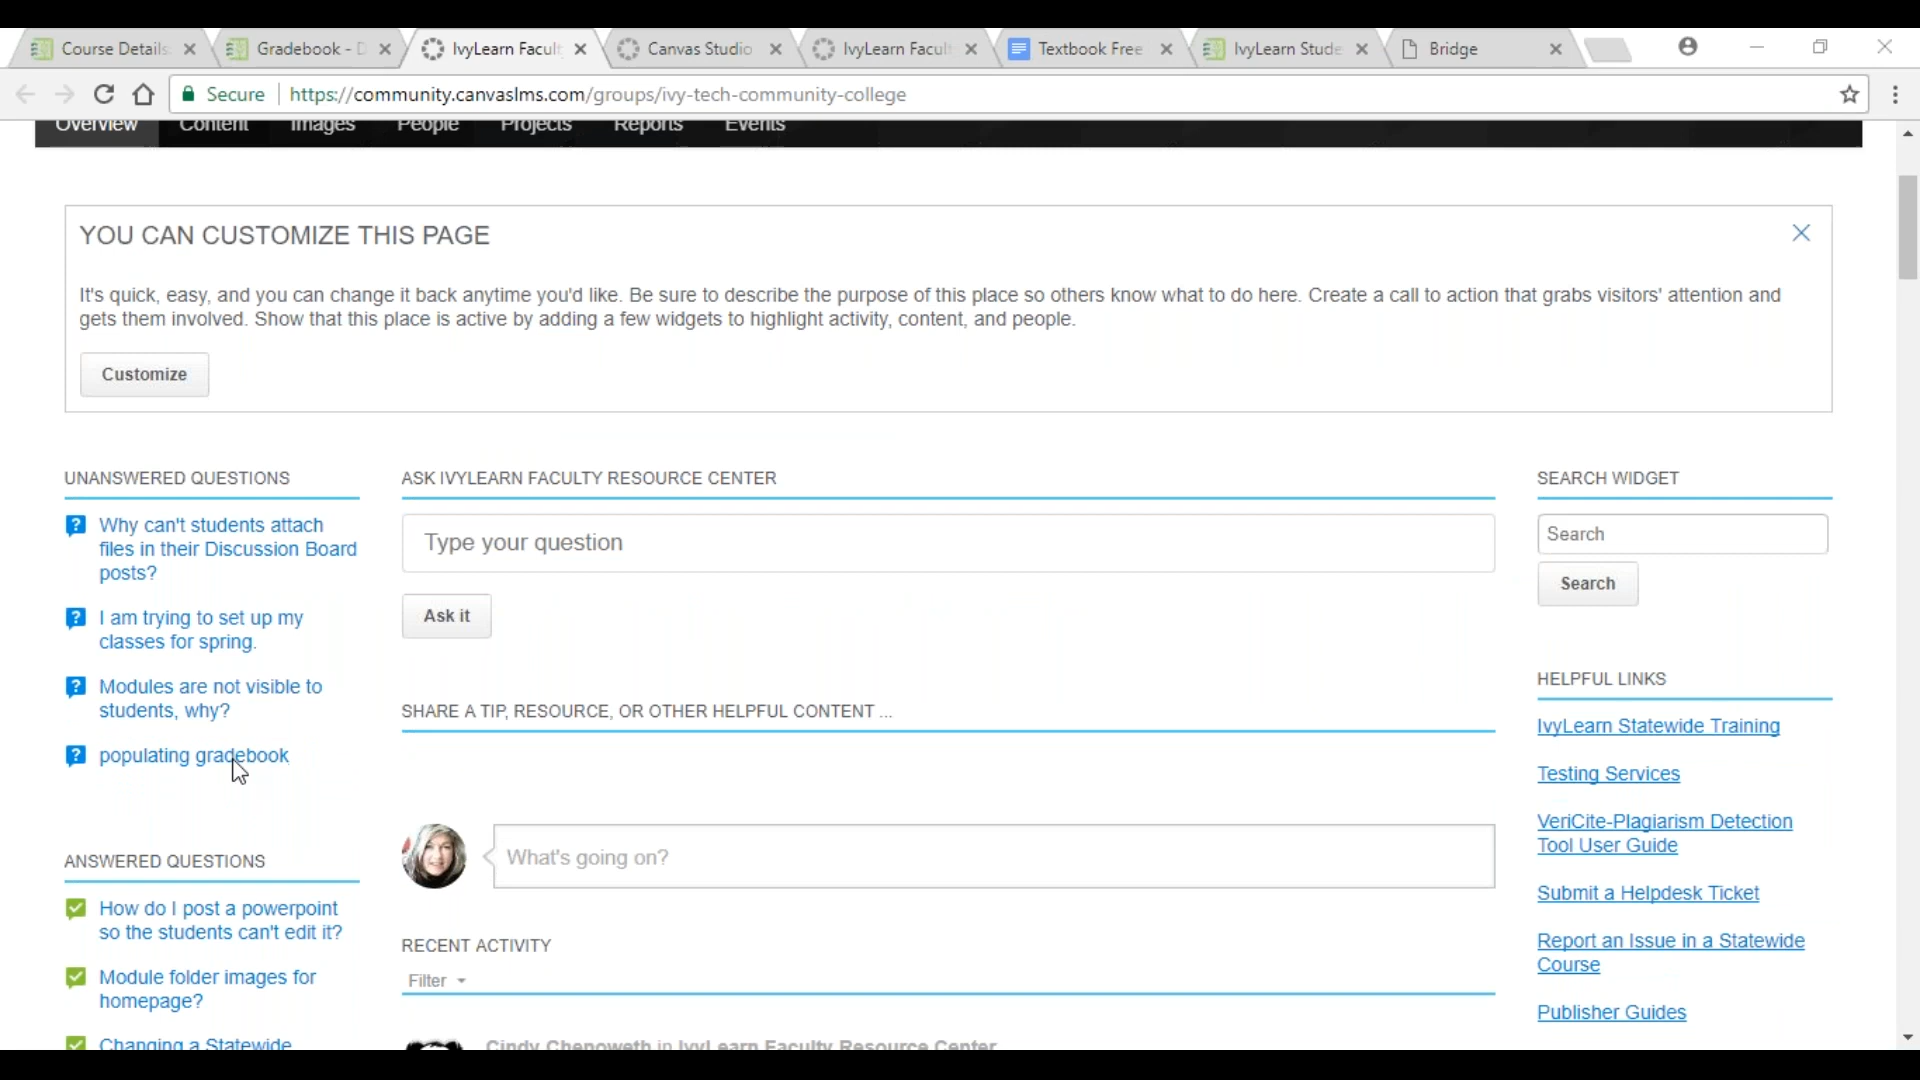 Course Details
Gradebook - D
IvyLearn Facult
Canvas Studio
IvyLearn Facult
Textbook Free
IvyLearn Stude
Bridge
Secure
https://community.canvaslms.com/groups/ivy-tech-community-college
Overview Content Images People Projects Reports Events
YOU CAN CUSTOMIZE THIS PAGE
It's quick, easy, and you can change it back anytime you'd like. Be sure to describe the purpose of this place so others know what to do here. Create a call to action that grabs visitors' attention and
gets them involved. Show that this place is active by adding a few widgets to highlight activity, content, and people.
Customize
UNANSWERED QUESTIONS
Why can't students attach
files in their Discussion Board
posts?
I am trying to set up my
classes for spring.
Modules are not visible to
students, why?
populating gradebook
ANSWERED QUESTIONS
How do I post a powerpoint
so the students can't edit it?
Module folder images for
homepage?
Changing a Statewide
ASK IVYLEARN FACULTY RESOURCE CENTER
Type your question
Ask it
SHARE A TIP, RESOURCE, OR OTHER HELPFUL CONTENT ...
What's going on?
RECENT ACTIVITY
Filter
Cindy Chenoweth in IvyLearn Faculty Resource Center
SEARCH WIDGET
Search
Search
HELPFUL LINKS
IvyLearn Statewide Training
Testing Services
VeriCite-Plagiarism Detection
Tool User Guide
Submit a Helpdesk Ticket
Report an Issue in a Statewide
Course
Publisher Guides